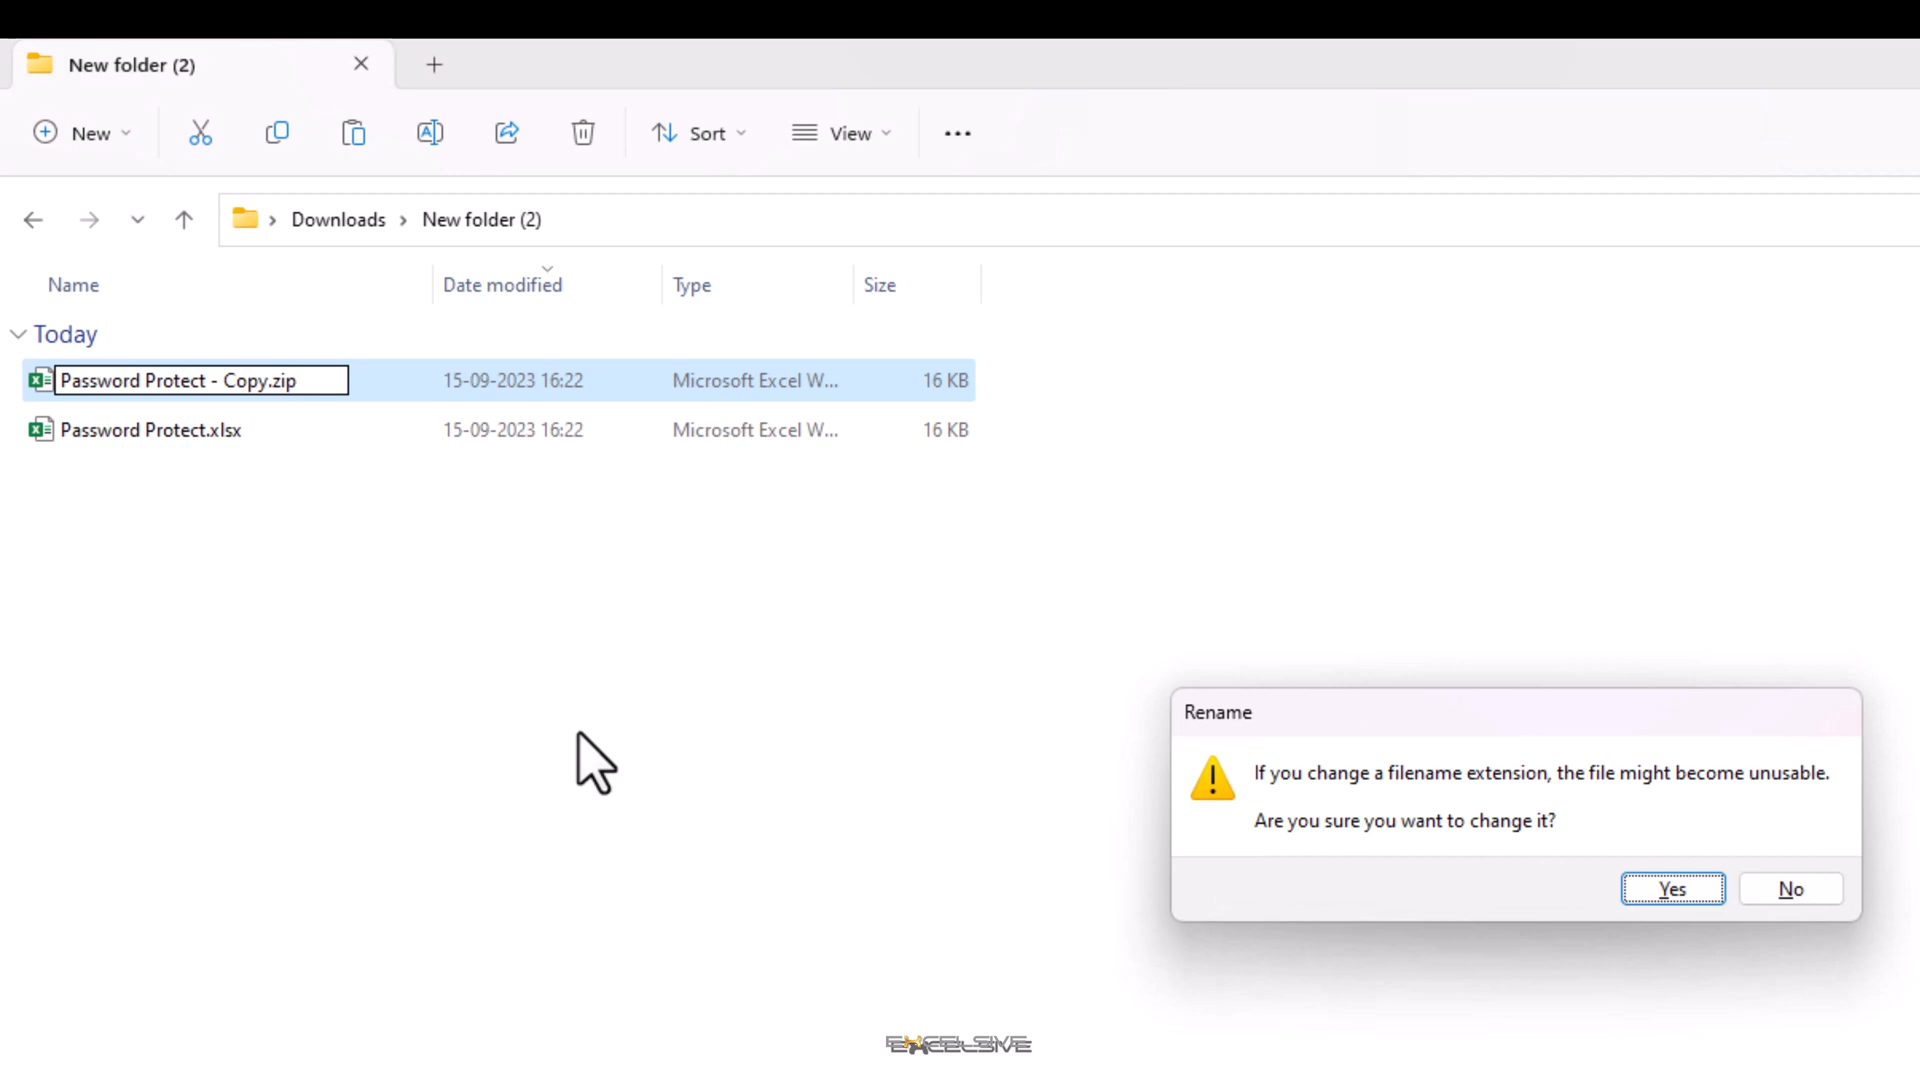 New folder (2)
New
Sort
View
Downloads
New folder (2)
Name
Date modified
Type
Size
Today
Password Protect - Copy.zip
15-09-2023 16:22
Microsoft Excel W...
16 KB
Password Protect.xlsx
15-09-2023 16:22
Microsoft Excel W...
16 KB
Rename
If you change a filename extension, the file might become unusable.
Are you sure you want to change it?
Yes
No
EXCELSIVE